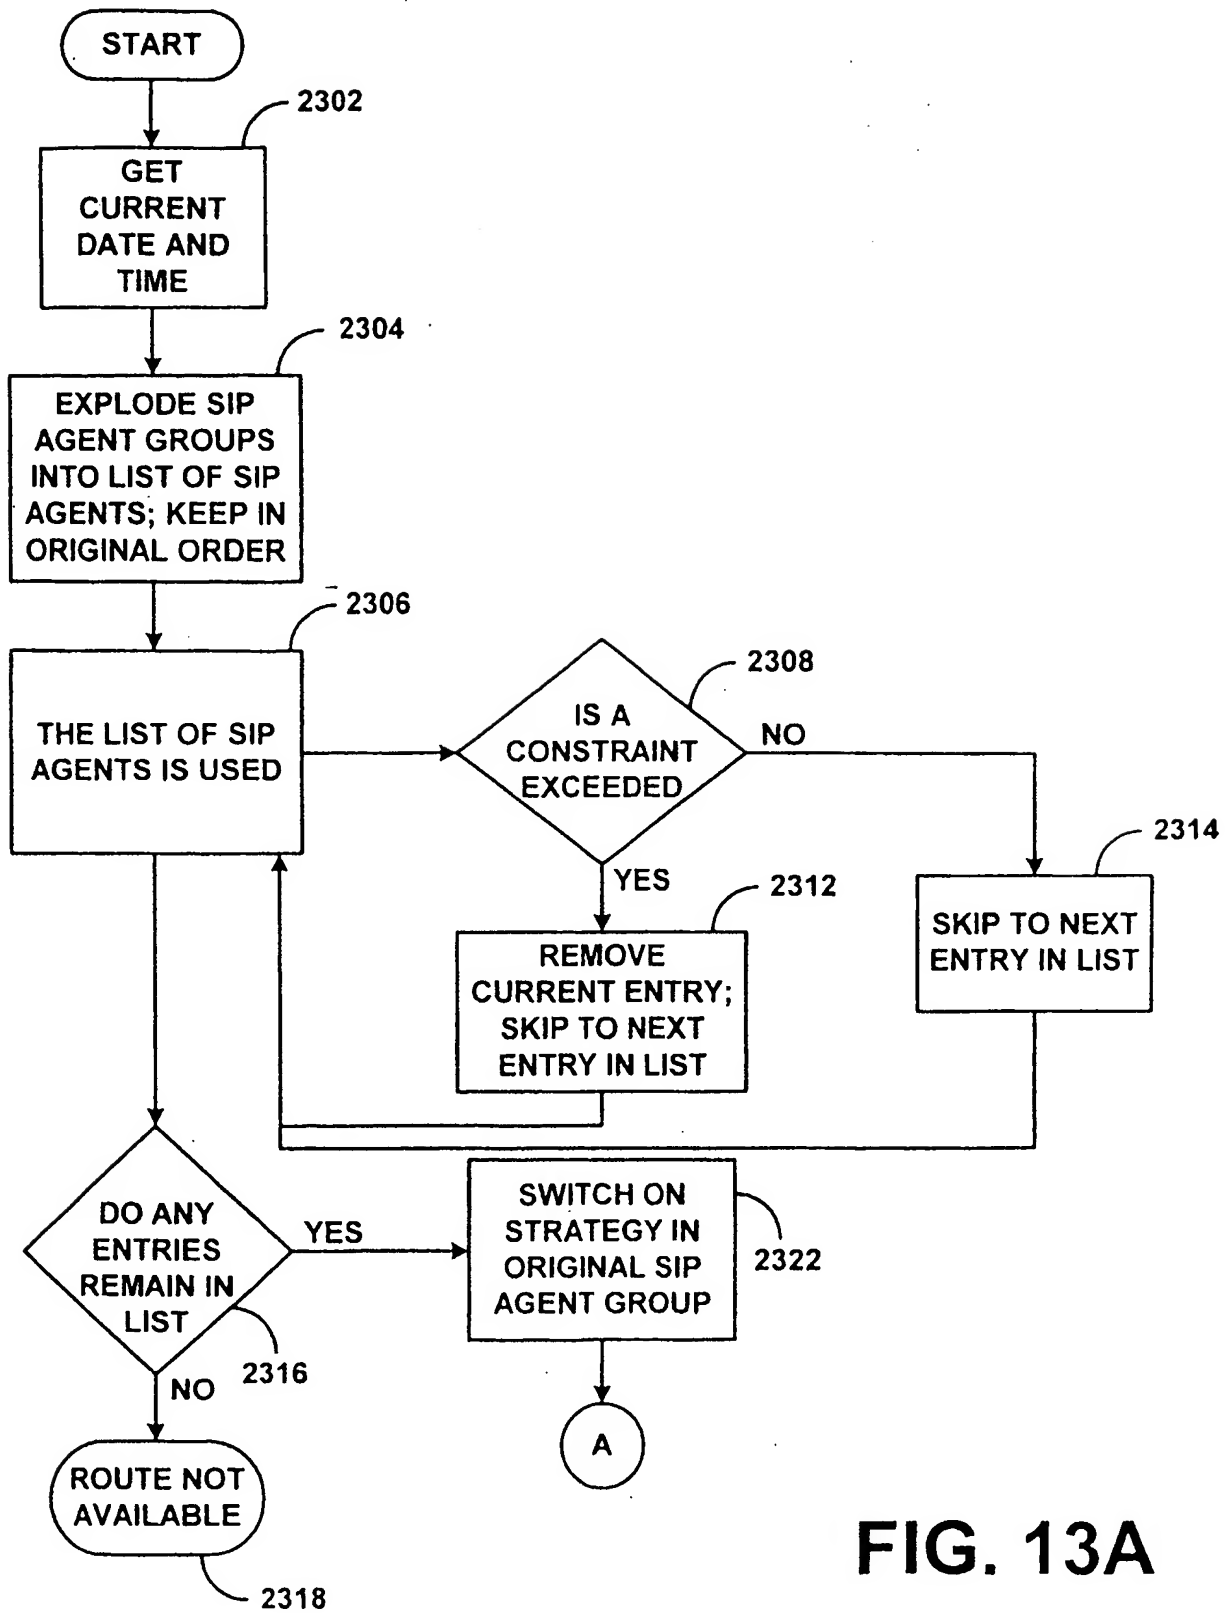 START
2302
GET
CURRENT
DATE AND
TIME
2304
EXPLODE SIP
AGENT GROUPS
INTO LIST OF SIP
AGENTS; KEEP IN
ORIGINAL ORDER
2306
THE LIST OF SIP
AGENTS IS USED
2308
IS A
CONSTRAINT
EXCEEDED
NO
YES
2314
SKIP TO NEXT
ENTRY IN LIST
2312
REMOVE
CURRENT ENTRY;
SKIP TO NEXT
ENTRY IN LIST
DO ANY
ENTRIES
REMAIN IN
LIST
2316
YES
NO
SWITCH ON
STRATEGY IN
ORIGINAL SIP
AGENT GROUP
2322
A
ROUTE NOT
AVAILABLE
2318
FIG. 13A